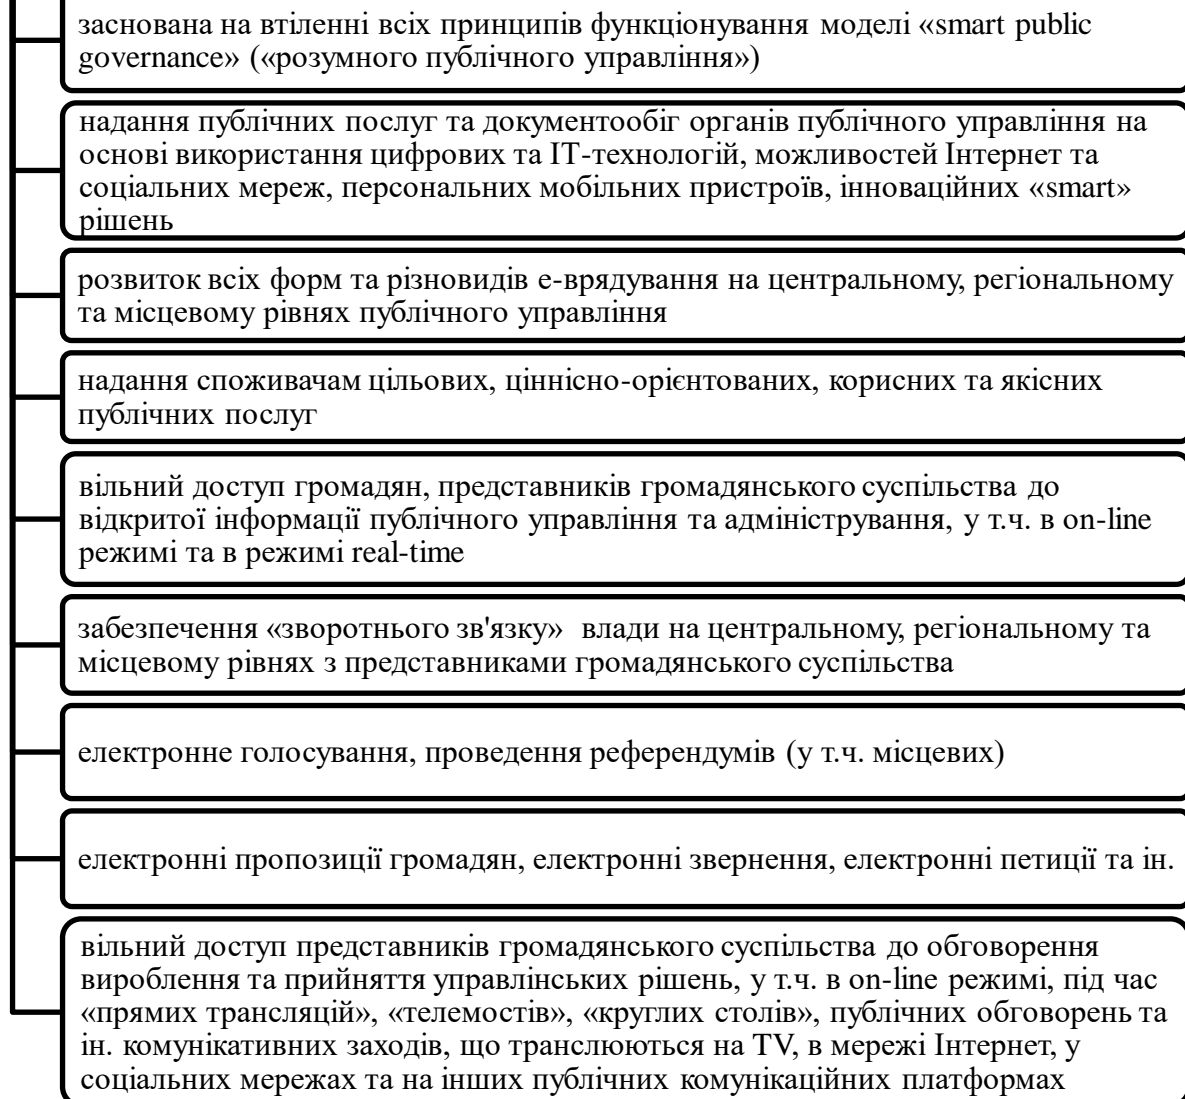 заснована на втіленні всіх принципів функціонування моделі «smart public
governance» («розумного публічного управління»)
надання публічних послуг та документообіг органів публічного управління на
основі використання цифрових та ІТ-технологій, можливостей Інтернет та
соціальних мереж, персональних мобільних пристроїв, інноваційних «smart»
рішень
розвиток всіх форм та різновидів е-врядування на центральному, регіональному
та місцевому рівнях публічного управління
надання споживачам цільових, ціннісно-орієнтованих, корисних та якісних
публічних послуг
вільний доступ громадян, представників громадянського суспільства до
відкритої інформації публічного управління та адміністрування, у т.ч. в on-line
режимі та в режимі real-time
забезпечення «зворотнього зв'язку»  влади на центральному, регіональному та
місцевому рівнях з представниками громадянського суспільства
електронне голосування, проведення референдумів (у т.ч. місцевих)
електронні пропозиції громадян, електронні звернення, електронні петиції та ін.
вільний доступ представників громадянського суспільства до обговорення
вироблення та прийняття управлінських рішень, у т.ч. в on-line режимі, під час
«прямих трансляцій», «телемостів», «круглих столів», публічних обговорень та
ін. комунікативних заходів, що транслюються на TV, в мережі Інтернет, у
соціальних мережах та на інших публічних комунікаційних платформах